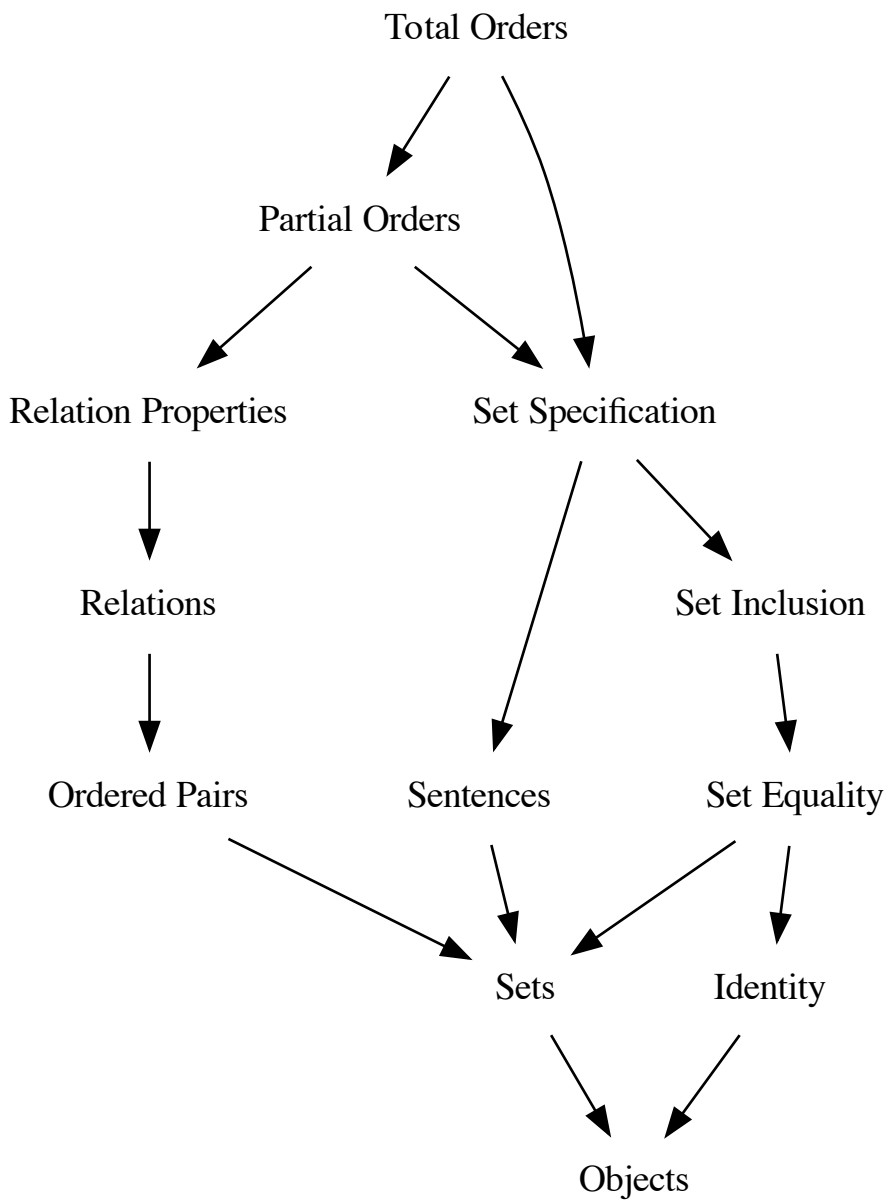 Total Orders
Partial Orders
Relation Properties
Set Specification
Relations
Set Inclusion
Ordered Pairs
Sentences
Set Equality
Sets
Identity
Objects